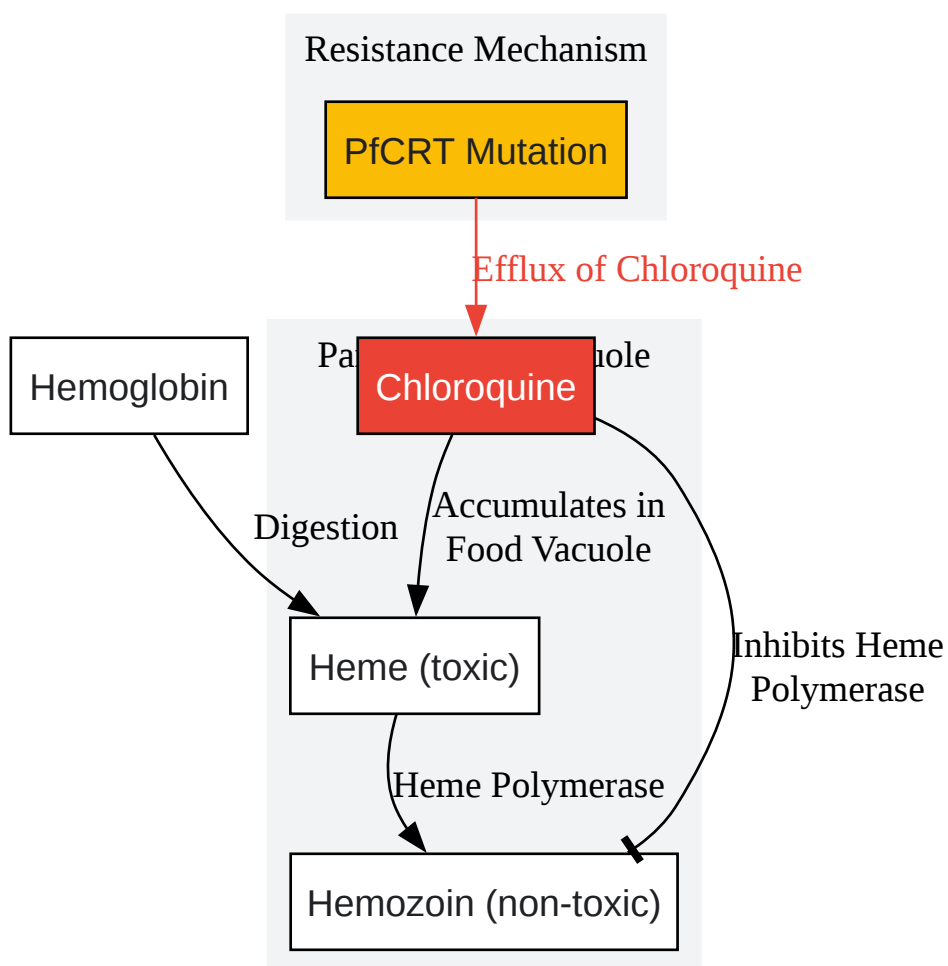 Resistance Mechanism
PfCRT Mutation
Efflux of Chloroquine
Hemoglobin
Chloroquine
Digestion
Accumulates in
Food Vacuole
Heme (toxic)
Inhibits Heme
Polymerase
Heme Polymerase
Hemozoin (non-toxic)